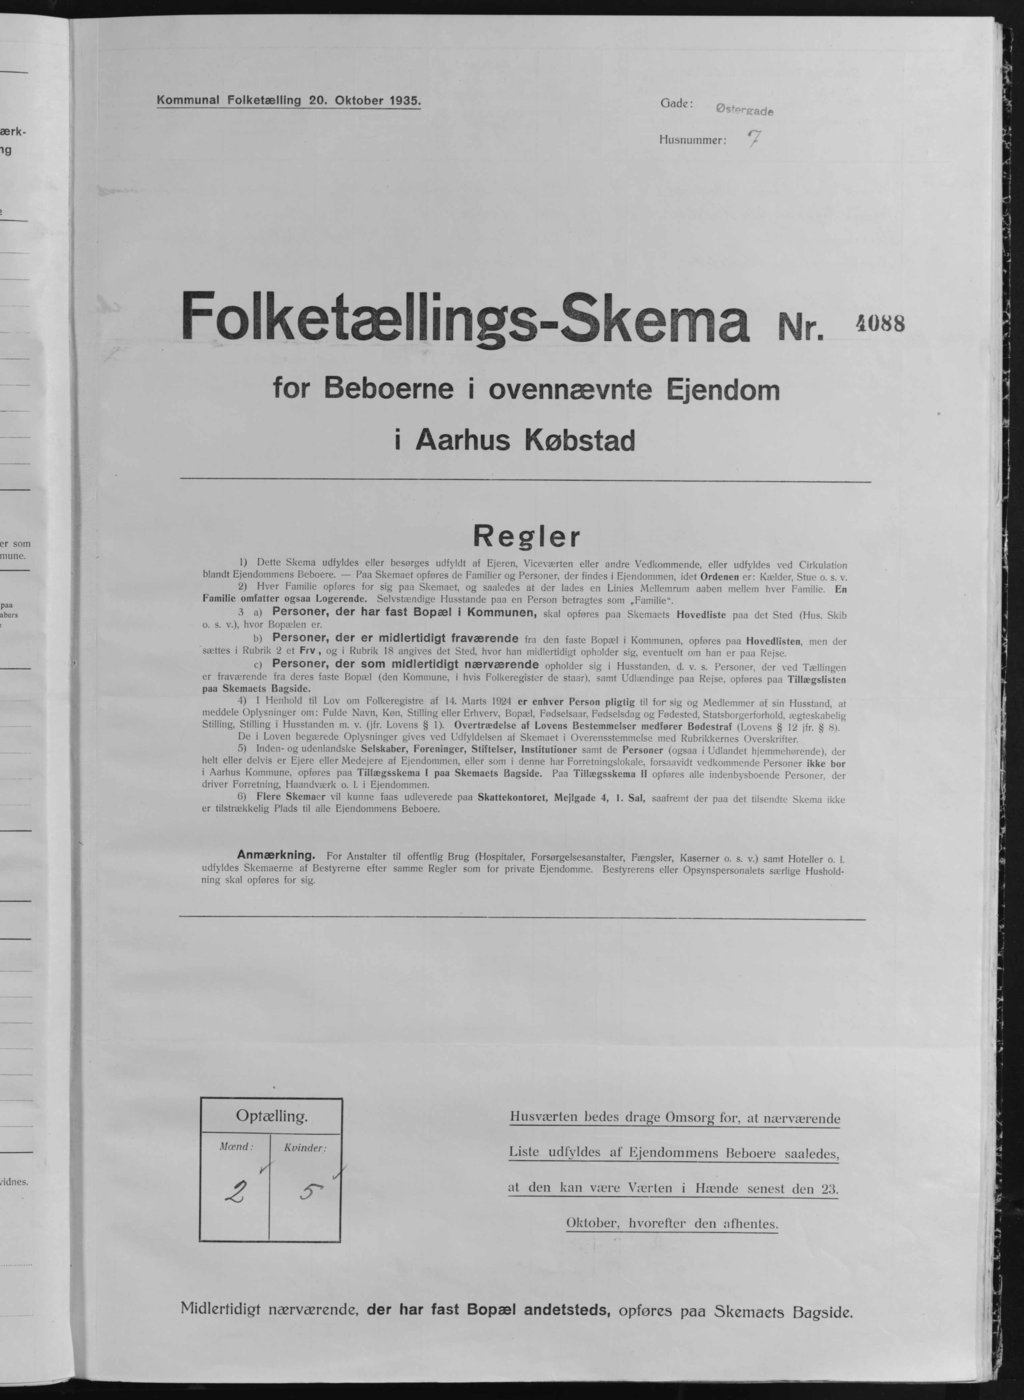 Kommunal Folketælling 20. Oktober 1935.
Gade: Østergade
Husnummer: 7
Folketællings-Skema Nr. 4088
for Beboerne i ovennævnte Ejendom
i Aarhus Købstad
Regler
1) Dette Skema udfyldes eller besørges udfyldt af Ejeren, Viceværten eller andre Vedkommende, eller udfyldes ved Cirkulation
blandt Ejendommens Beboere. — Paa Skemaet opføres de Familier og Personer, der findes i Ejendommen, idet Ordenen er: Kælder, Stue o. s. v.
2) Hver Familie opføres for sig paa Skemaet, og saaledes at der lades en Linies Mellemrum aaben mellem hver Familie. En
Familie omfatter ogsaa Logerende. Selvstændige Husstande paa en Person betragtes som „Familie".
3 a) Personer, der har fast Bopæl i Kommunen, skal opføres paa Skemaets Hovedliste paa det Sted (Hus, Skib
o. s. v.), hvor Bopælen er.
b) Personer, der er midlertidigt fraværende fra den faste Bopæl i Kommunen, opføres paa Hovedlisten, men der
sættes i Rubrik 2 et Frv, og i Rubrik 18 angives det Sted, hvor han midlertidigt opholder sig, eventuelt om han er paa Rejse.
c) Personer, der som midlertidigt nærværende opholder sig i Husstanden, d. v. s. Personer, der ved Tællingen
er fraværende fra deres faste Bopæl (den Kommune, i hvis Folkeregister de staar), samt Udlændinge paa Rejse, opføres paa Tillægslisten
paa Skemaets Bagside.
4) I Henhold til Lov om Folkeregistre af 14. Marts 1924 er enhver Person pligtig til for sig og Medlemmer af sin Husstand, at
meddele Oplysninger om: Fulde Navn, Køn, Stilling eller Erhverv, Bopæl, Fødselsaar, Fødselsdag og Fødested, Statsborgerforhold, ægteskabelig
Stilling, Stilling i Husstanden m. v. (jfr. Lovens § 1). Overtrædelse af Lovens Bestemmelser medfører Bødestraf (Lovens § 12 jfr. § 8).
De i Loven begærede Oplysninger gives ved Udfyldelsen af Skemaet i Overensstemmelse med Rubrikkernes Overskrifter.
5) Inden- og udenlandske Selskaber, Foreninger, Stiftelser, Institutioner samt de Personer (ogsaa i Udlandet hjemmehørende), der
helt eller delvis er Ejere eller Medejere af Ejendommen, eller som i denne har Forretningslokale, forsaavidt vedkommende Personer ikke bor
i Aarhus Kommune, opføres paa Tillægsskema I paa Skemaets Bagside. Paa Tillægsskema II opføres alle indenbysboende Personer, der
driver Forretning, Haandværk o. l. i Ejendommen.
6) Flere Skemaer vil kunne faas udleverede paa Skattekontoret, Mejlgade 4, 1. Sal, saafremt der paa det tilsendte Skema ikke
er tilstrækkelig Plads til alle Ejendommens Beboere.
Anmærkning. For Anstalter til offentlig Brug (Hospitaler, Forsørgelsesanstalter, Fængsler, Kaserner o. s. v.) samt Hoteller o. l.
udfyldes Skemaerne af Bestyrerne efter samme Regler som for private Ejendomme. Bestyrerens eller Opsynspersonalets særlige Hushold-
ning skal opføres for sig.
Optælling.
Mænd: Kvinder:
2 5
Husværten bedes drage Omsorg for, at nærværende
Liste udfyldes af Ejendommens Beboere saaledes,
at den kan være Værten i Hænde senest den 23.
Oktober, hvorefter den afhentes.
Midlertidigt nærværende, der har fast Bopæl andetsteds, opføres paa Skemaets Bagside.